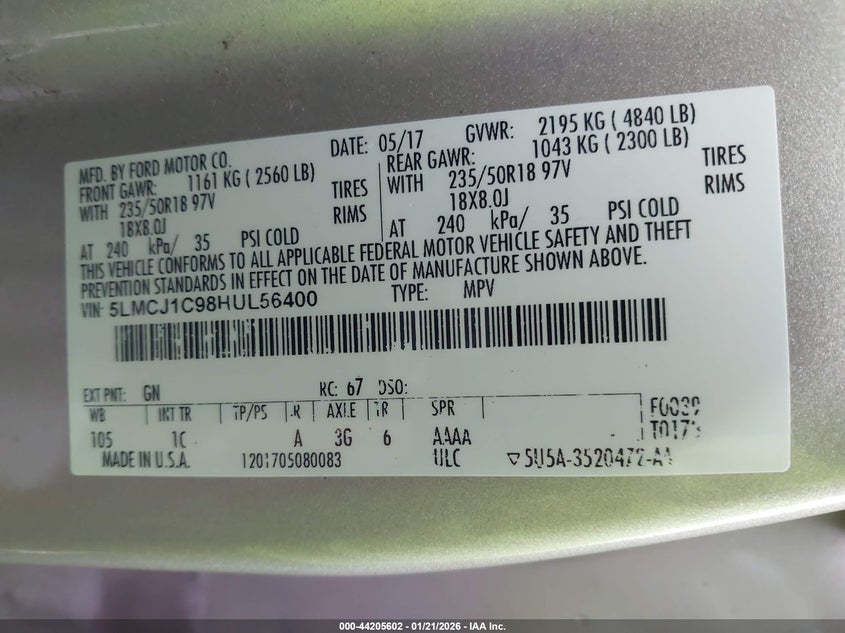 MFD. BY FORD MOTOR CO. DATE: 05/17 GVWR: 2195 KG ( 4840 LB)
FRONT GAWR: 1161 KG ( 2560 LB) REAR GAWR: 1043 KG ( 2300 LB)
WITH 235/50R18 97V TIRES WITH 235/50R18 97V TIRES
18X8.0J RIMS 18X8.0J RIMS
AT 240 kPa/ 35 PSI COLD AT 240 kPa/ 35 PSI COLD
THIS VEHICLE CONFORMS TO ALL APPLICABLE FEDERAL MOTOR VEHICLE SAFETY AND THEFT
PREVENTION STANDARDS IN EFFECT ON THE DATE OF MANUFACTURE SHOWN ABOVE.
VIN: 5LMCJ1C98HUL56400 TYPE: MPV
EXT PNT: GN RC: 67 DSO:
WB INT TR TP/PS R AXLE TR SPR
105 1C A 3G 6 AAAA
MADE IN U.S.A. 1201705080083 ULC
000-44205602 - 01/21/2026 - IAA Inc.